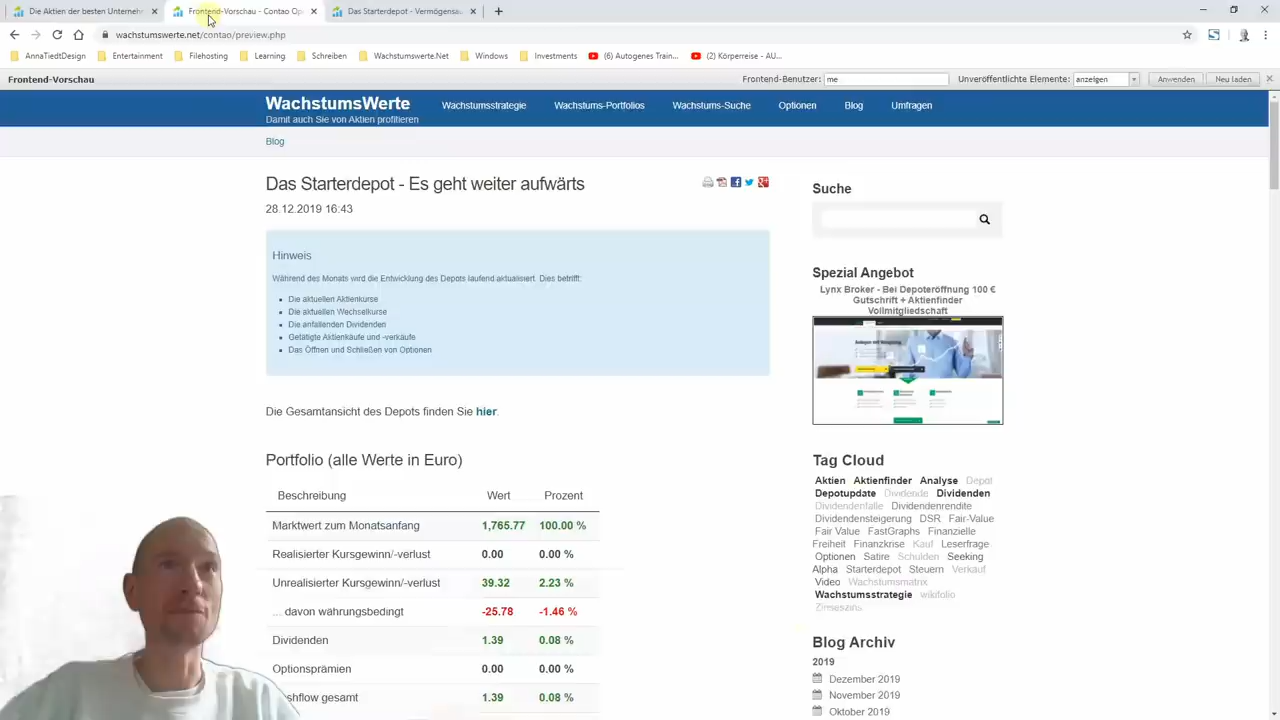 Die Aktien der besten Unternehm
Frontend-Vorschau - Contao Op
Das Starterdepot - Vermögensau
wachstumswerte.net/contao/preview.php
AnnaTiedtDesign
Entertainment
Filehosting
Learning
Schreiben
Wachstumswerte.Net
Windows
Investments
(6) Autogenes Train...
(2) Körperreise - AU...
Frontend-Vorschau
Frontend-Benutzer: me
Unveröffentlichte Elemente: anzeigen
Anwenden
Neu laden
WachstumsWerte
Damit auch Sie von Aktien profitieren
Wachstumsstrategie
Wachstums-Portfolios
Wachstums-Suche
Optionen
Blog
Umfragen
Blog
Das Starterdepot - Es geht weiter aufwärts
28.12.2019 16:43
Hinweis
Während des Monats wird die Entwicklung des Depots laufend aktualisiert. Dies betrifft:
Die aktuellen Aktienkurse
Die aktuellen Wechselkurse
Die anfallenden Dividenden
Getätigte Aktienkäufe und -verkäufe
Das Öffnen und Schließen von Optionen
Die Gesamtansicht des Depots finden Sie hier.
Portfolio (alle Werte in Euro)
Beschreibung Wert Prozent
Marktwert zum Monatsanfang 1,765.77 100.00 %
Realisierter Kursgewinn/-verlust 0.00 0.00 %
Unrealisierter Kursgewinn/-verlust 39.32 2.23 %
... davon währungsbedingt -25.78 -1.46 %
Dividenden 1.39 0.08 %
Optionsprämien 0.00 0.00 %
shflow gesamt 1.39 0.08 %
Suche
Spezial Angebot
Lynx Broker - Bei Depoteröffnung 100 €
Gutschrift + Aktienfinder
Vollmitgliedschaft
Tag Cloud
Aktien Aktienfinder Analyse Depot
Depotupdate Dividende Dividenden
Dividendenfälle Dividendenrendite
Dividendensteigerung DSR Fair-Value
Fair Value FastGraphs Finanzielle
Freiheit Finanzkrise Kauf Leserfrage
Optionen Satire Schulden Seeking
Alpha Starterdepot Steuern Verkauf
Video Wachstumsmatrix
Wachstumsstrategie wikifolio
Zinseszins
Blog Archiv
2019
Dezember 2019
November 2019
Oktober 2019